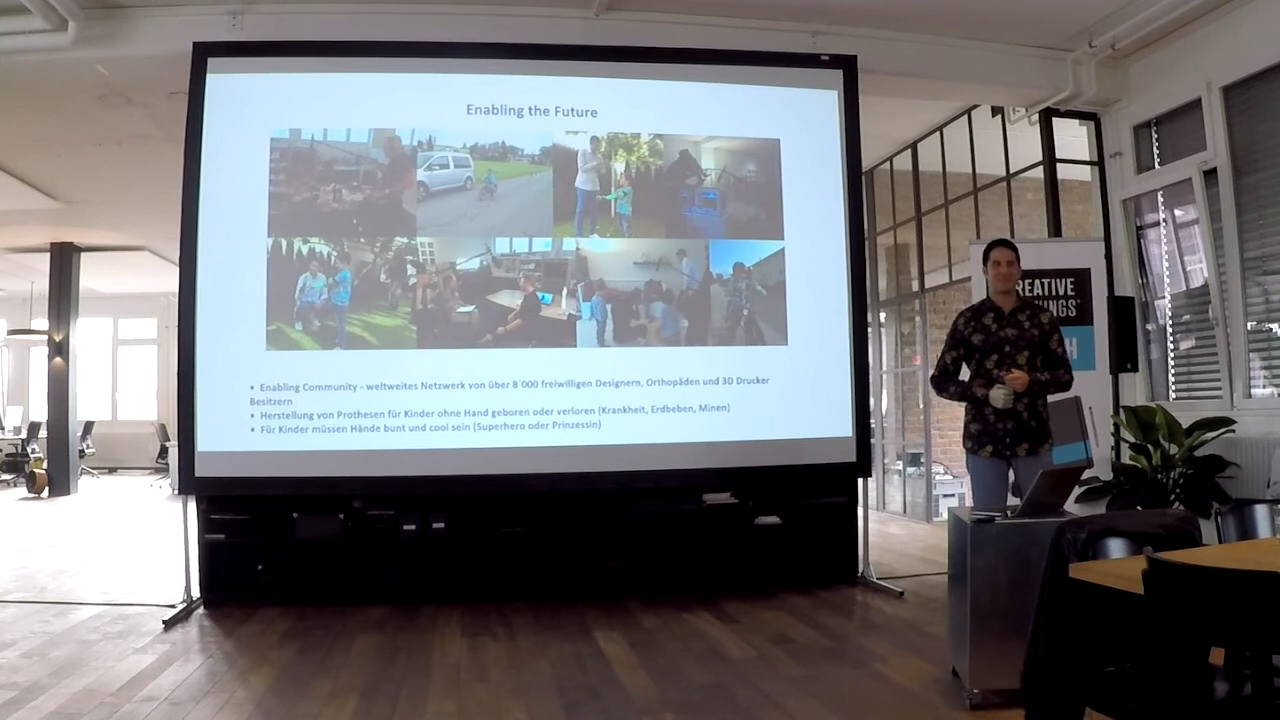 Enabling the Future
• Enabling Community - weltweites Netzwerk von über 8`000 freiwilligen Designern, Orthopäden und 3D Drucker
Besitzern
• Herstellung von Prothesen für Kinder ohne Hand geboren oder verloren (Krankheit, Erdbeben, Minen)
• Für Kinder müssen Hände bunt und cool sein (Superhero oder Prinzessin)
REATIVE
NINGS
H